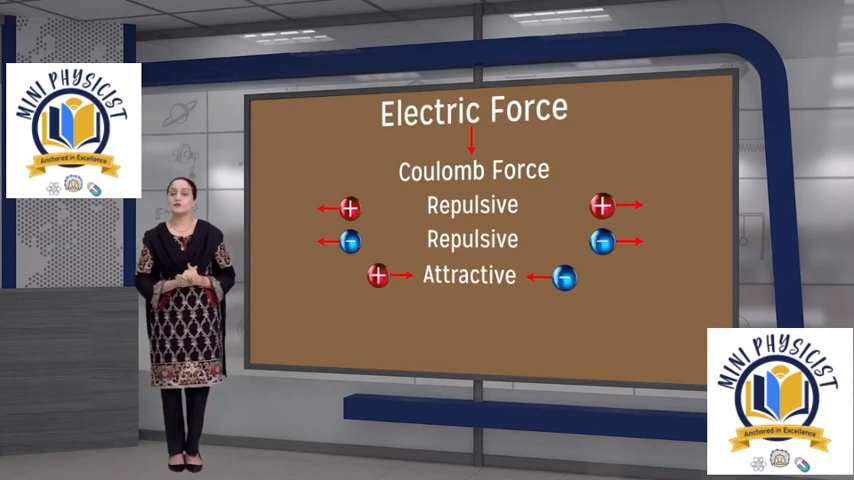 MINI PHYSICIST
Anchored in Excellence
Electric Force
Coulomb Force
+ Repulsive +
- Repulsive -
+ Attractive -
MINI PHYSICIST
Anchored in Excellence